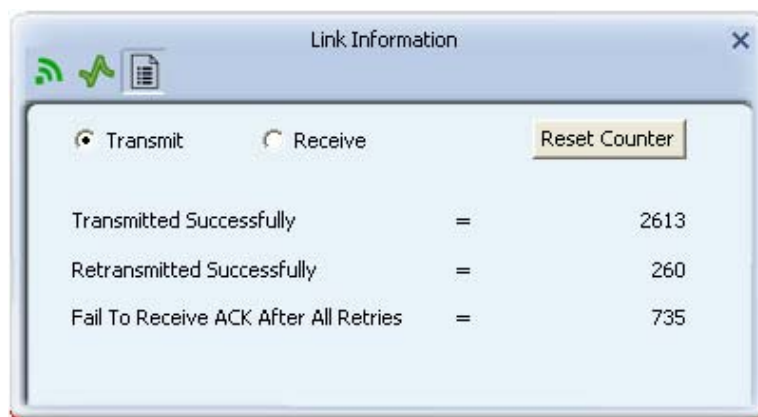 Link Information
Transmit Receive Reset Counter
Transmitted Successfully = 2613
Retransmitted Successfully = 260
Fail To Receive ACK After All Retries = 735